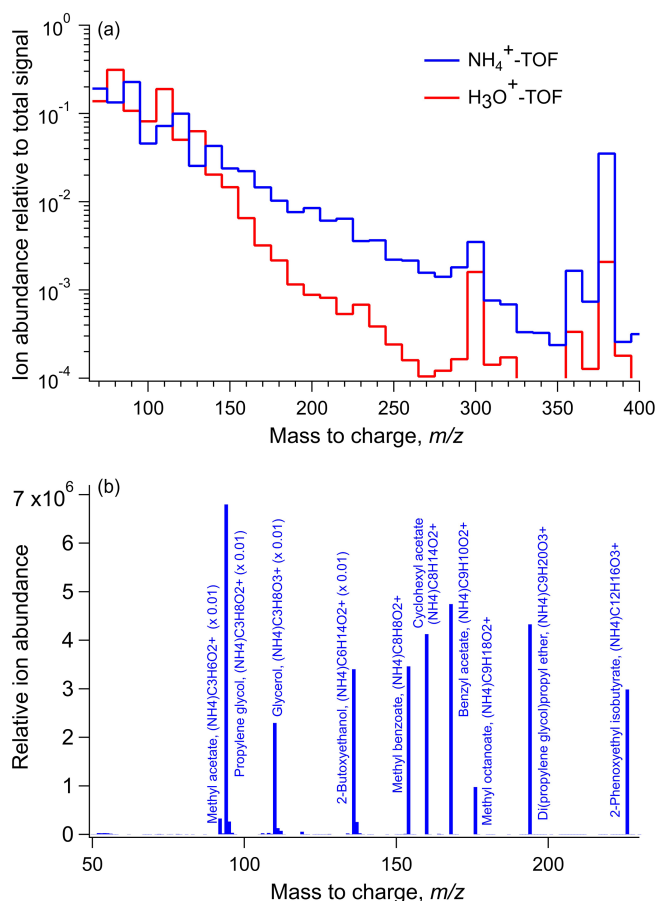 (a)
Ion abundance relative to total signal
10^0
10^-1
10^-2
10^-3
10^-4
NH4^+-TOF
H3O^+-TOF
100 150 200 250 300 350 400
Mass to charge, m/z
(b)
Relative ion abundance
7 x10^6
6
5
4
3
2
1
0
Methyl acetate, (NH4)C3H6O2+ (x 0.01)
Propylene glycol, (NH4)C3H8O2+ (x 0.01)
Glycerol, (NH4)C3H8O3+ (x 0.01)
2-Butoxyethanol, (NH4)C6H14O2+ (x 0.01)
Methyl benzoate, (NH4)C8H8O2+
Cyclohexyl acetate
(NH4)C8H14O2+
Benzyl acetate, (NH4)C9H10O2+
Methyl octanoate, (NH4)C9H18O2+
Di(propylene glycol)propyl ether, (NH4)C9H20O3+
2-Phenoxyethyl isobutyrate, (NH4)C12H16O3+
50 100 150 200
Mass to charge, m/z